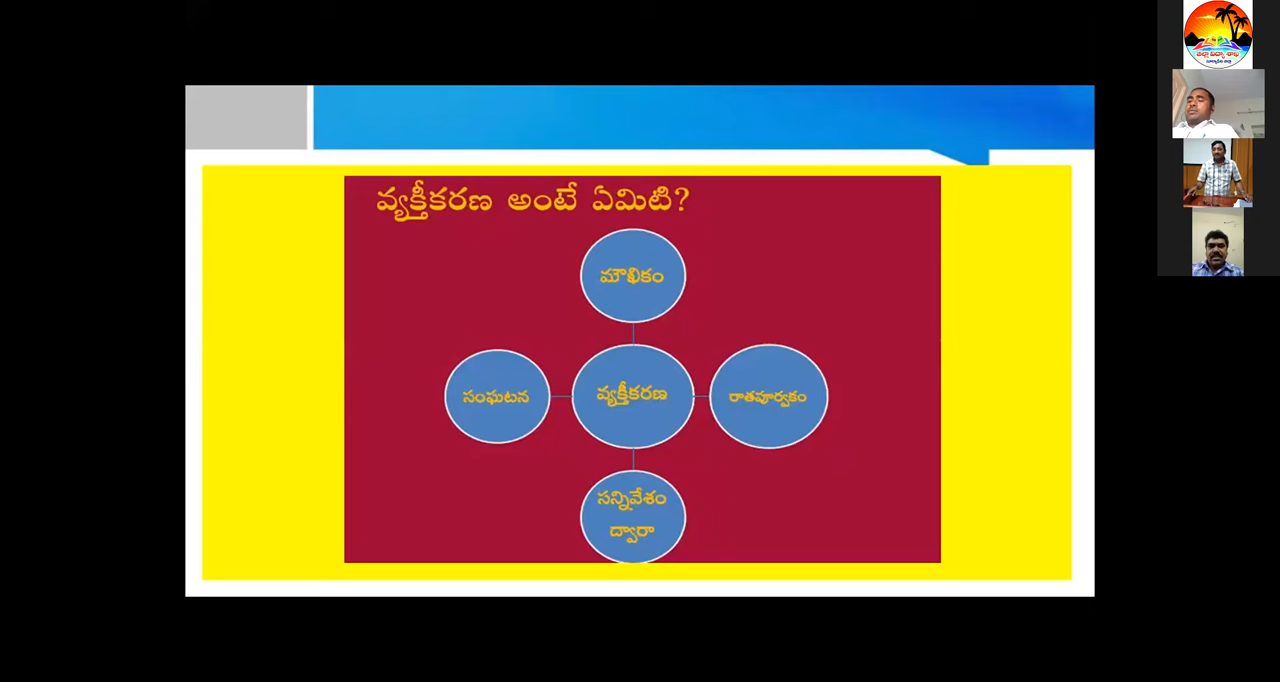 వ్యక్తీకరణ అంటే ఏమిటి?
మౌఖికం
సంఘటన
వ్యక్తీకరణ
రాతపూర్వకం
సన్నివేశం
ద్వారా